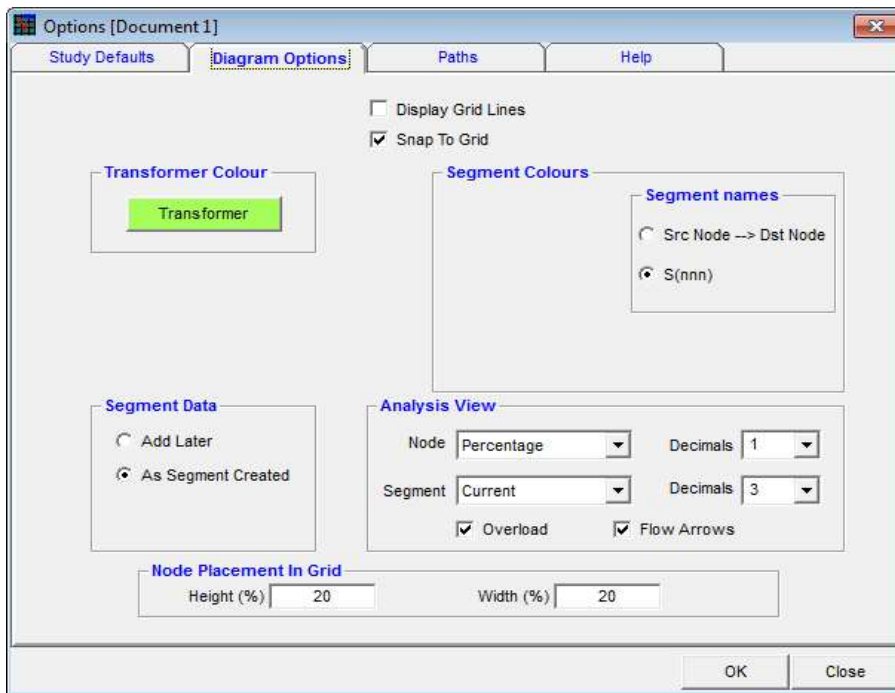 Options [Document 1]
Study Defaults Diagram Options Paths Help
Display Grid Lines
Snap To Grid
Transformer Colour
Transformer
Segment Colours
Segment names
Src Node --> Dst Node
S(nnn)
Segment Data
Add Later
As Segment Created
Analysis View
Node Percentage Decimals 1
Segment Current Decimals 3
Overload Flow Arrows
Node Placement In Grid
Height (%) 20 Width (%) 20
OK Close